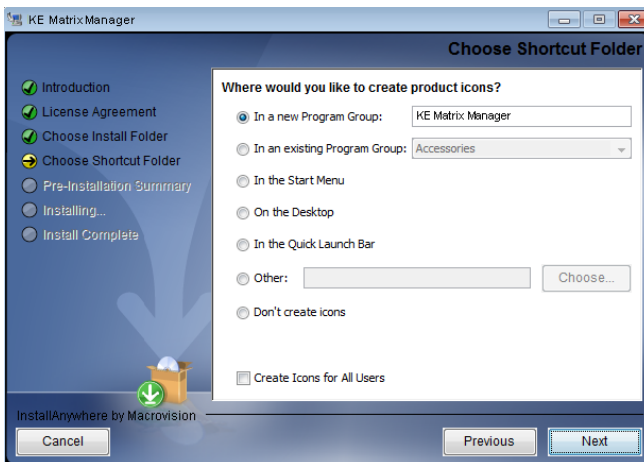 KE MatrixManager
Choose Shortcut Folder
Introduction
License Agreement
Choose Install Folder
Choose Shortcut Folder
Pre-Installation Summary
Installing...
Install Complete
Where would you like to create product icons?
In a new Program Group: KE Matrix Manager
In an existing Program Group: Accessories
In the Start Menu
On the Desktop
In the Quick Launch Bar
Other: Choose...
Don't create icons
Create Icons for All Users
InstallAnywhere by Macrovision
Cancel Previous Next